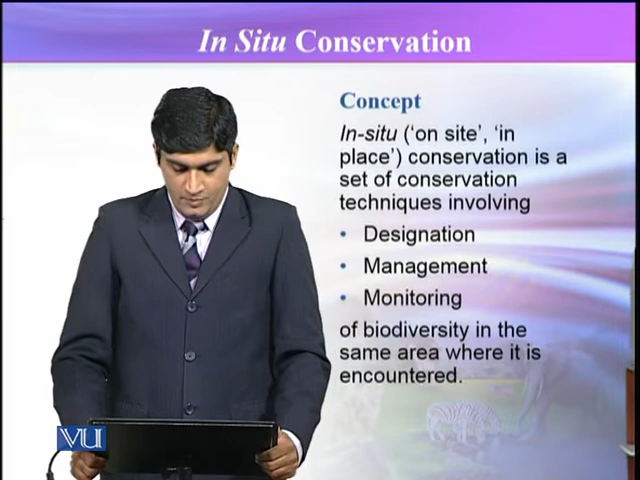 In Situ Conservation
Concept
In-situ (‘on site’, ‘in
place’) conservation is a
set of conservation
techniques involving
• Designation
• Management
• Monitoring
of biodiversity in the
same area where it is
encountered.
VU